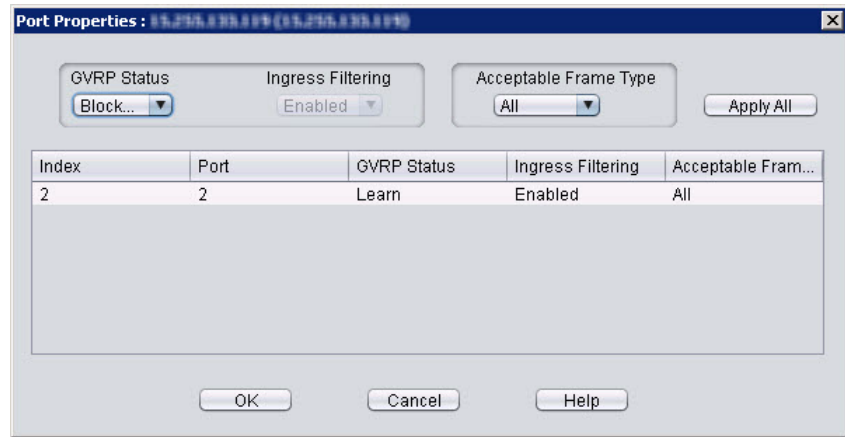 Port Properties :
GVRP Status Ingress Filtering Acceptable Frame Type
Block... Enabled All Apply All
Index Port GVRP Status Ingress Filtering Acceptable Fram...
2 2 Learn Enabled All
OK Cancel Help